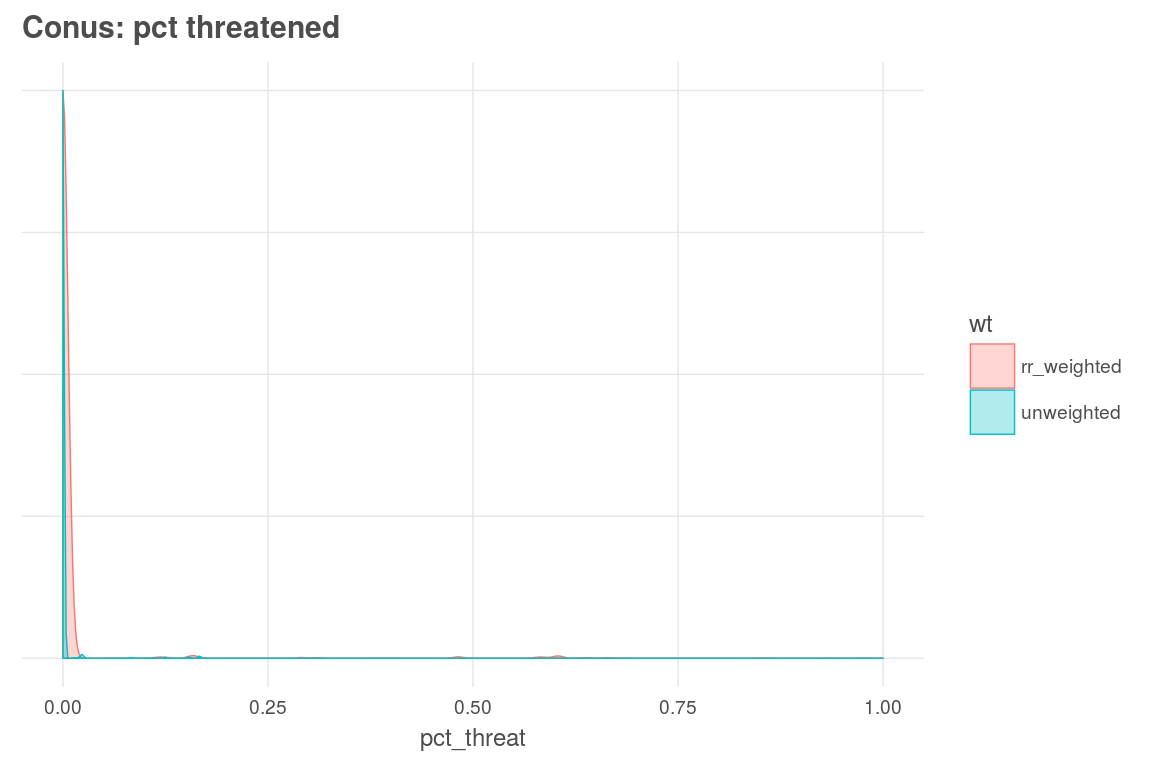 Conus: pct threatened
wt
rr_weighted
unweighted
0.00 0.25 0.50 0.75 1.00
pct_threat